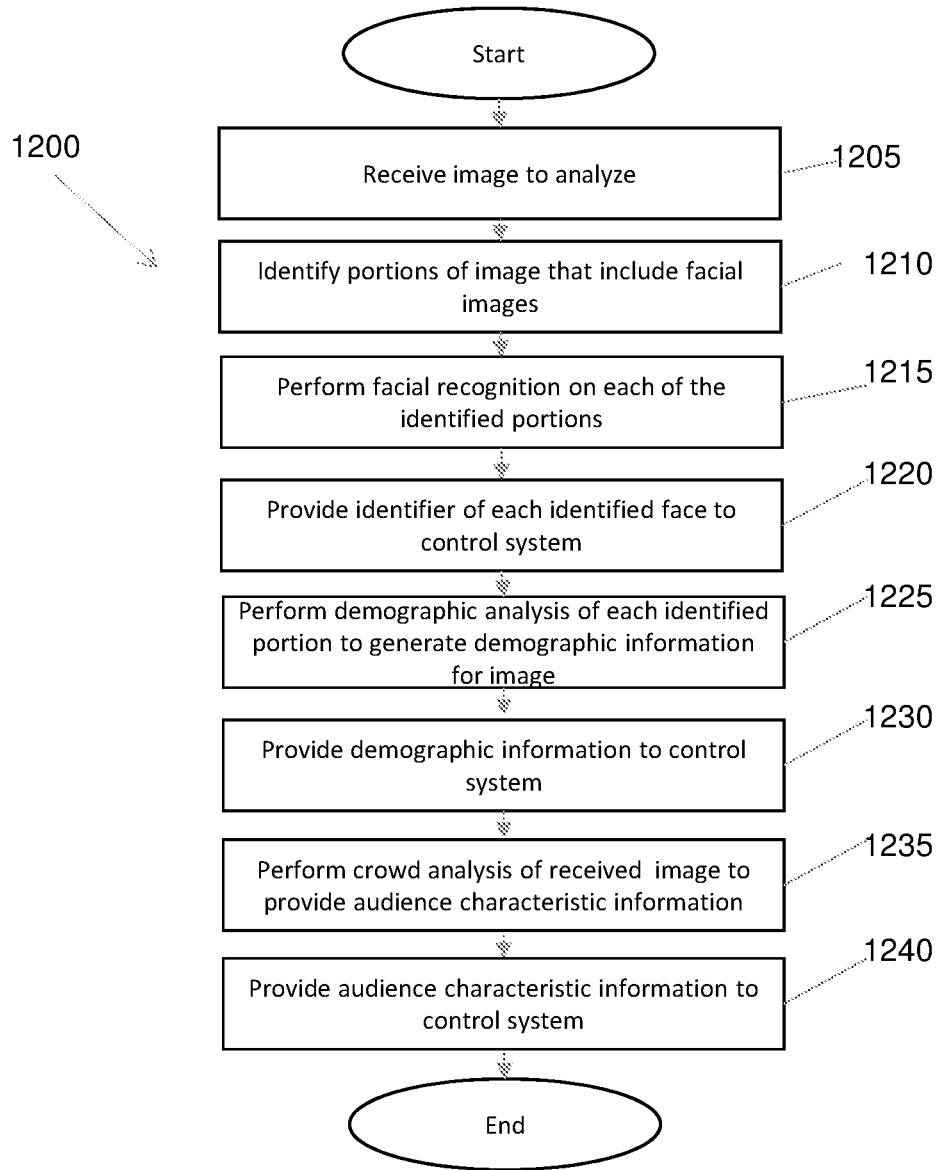 Start
1200
Receive image to analyze
1205
Identify portions of image that include facial
images
1210
Perform facial recognition on each of the
identified portions
1215
Provide identifier of each identified face to
control system
1220
Perform demographic analysis of each identified
portion to generate demographic information
for image
1225
Provide demographic information to control
system
1230
Perform crowd analysis of received image to
provide audience characteristic information
1235
Provide audience characteristic information to
control system
1240
End